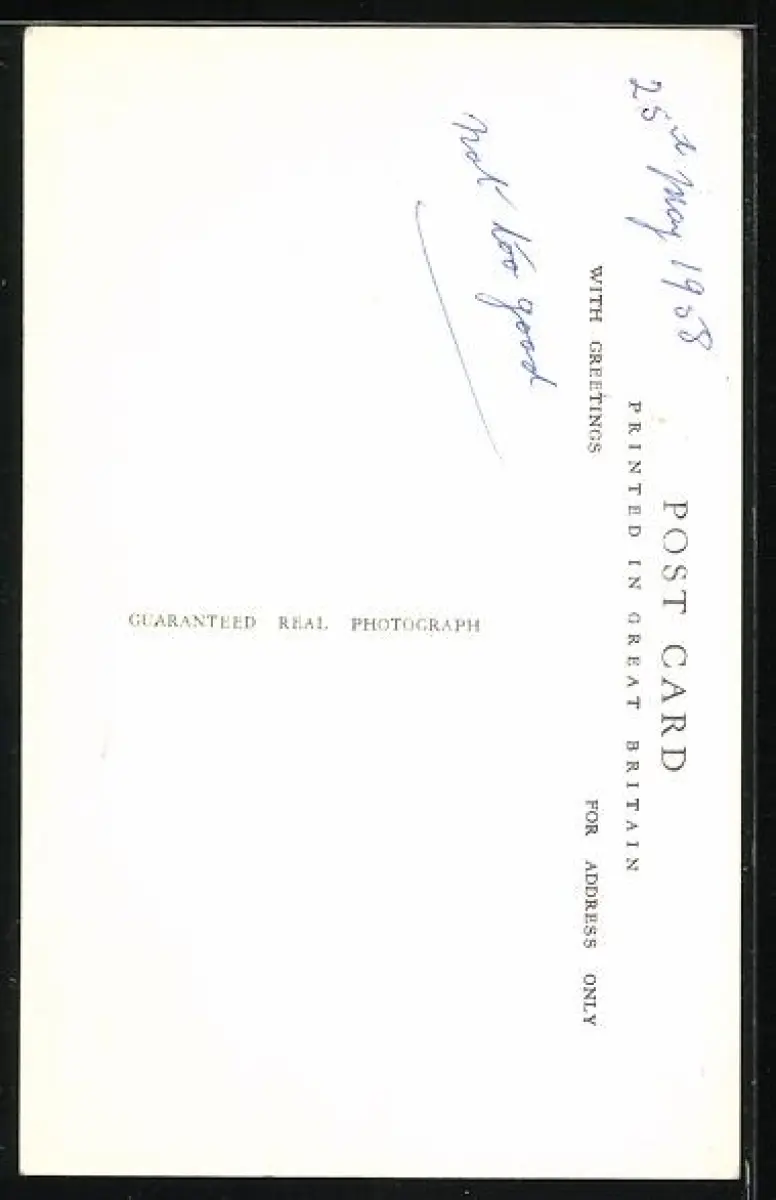 25th May 1958
POST CARD
PRINTED IN GREAT BRITAIN
WITH GREETINGS
FOR ADDRESS ONLY
Not too good
GUARANTEED REAL PHOTOGRAPH